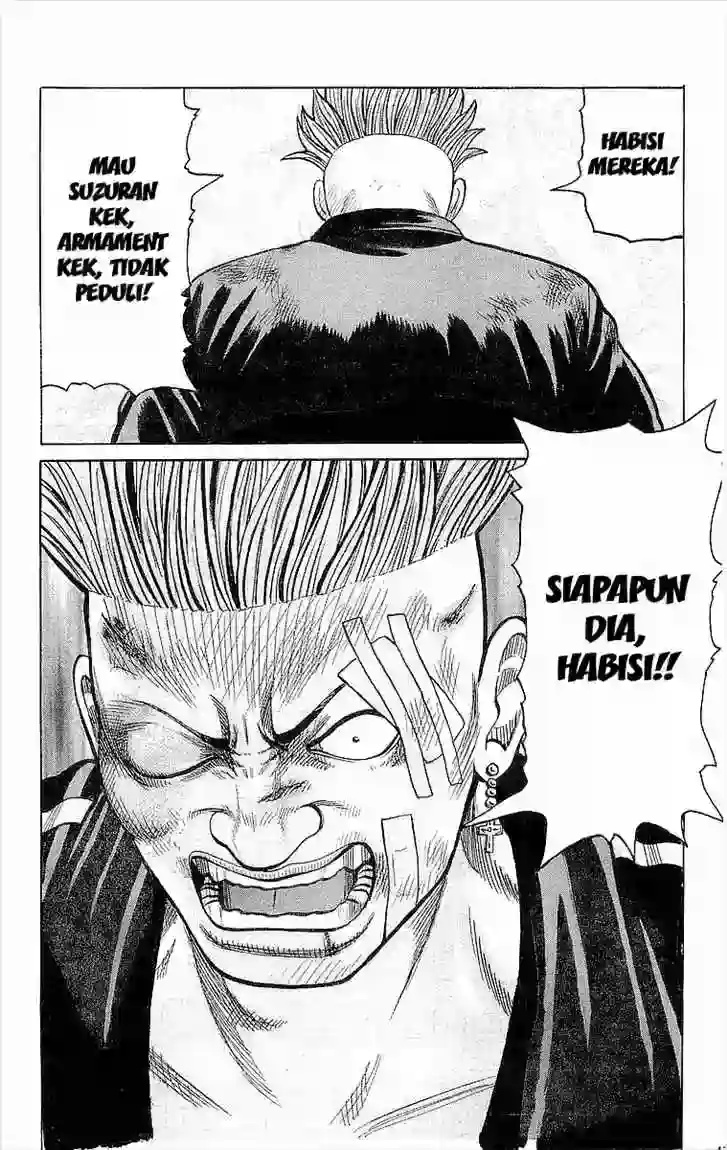 HABISI
MEREKA!
MAU
SUZURAN
KEK,
ARMAMENT
KEK, TIDAK
PEDULI!
SIAPAPUN
DIA,
HABISI!!